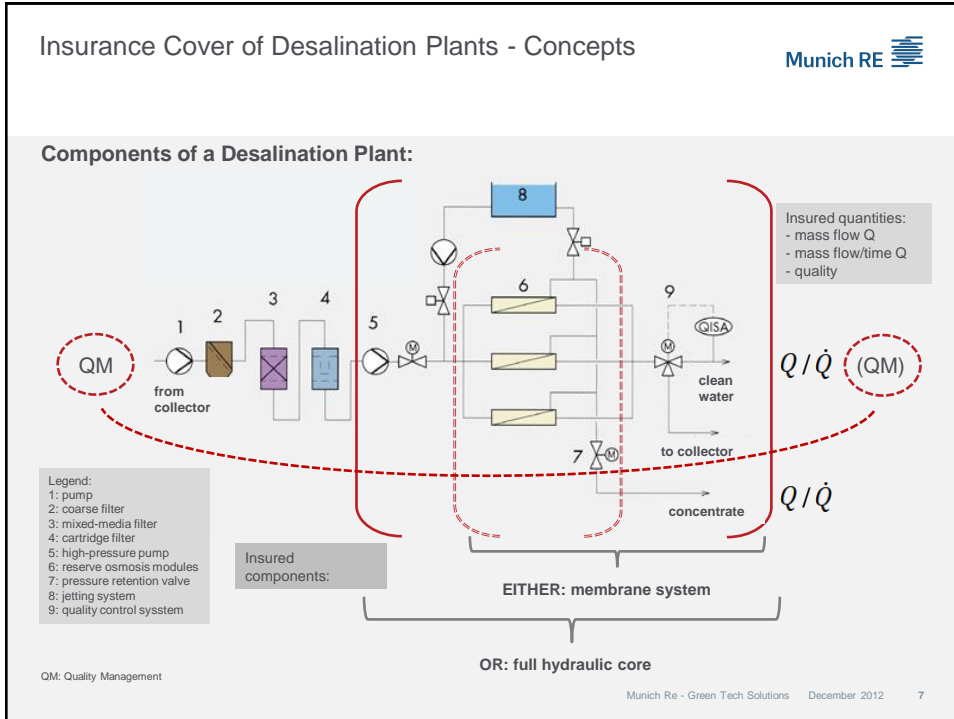 Insurance Cover of Desalination Plants - Concepts
Munich RE
Components of a Desalination Plant:
8
Insured quantities:
- mass flow Q
- mass flow/time Q
- quality
6
9
3
4
2
1
5
M
QISA
M
QM
from
collector
clean
water
Q / Q̇
(QM)
to collector
7
M
concentrate
Q / Q̇
Legend:
1: pump
2: coarse filter
3: mixed-media filter
4: cartridge filter
5: high-pressure pump
6: reserve osmosis modules
7: pressure retention valve
8: jetting system
9: quality control sysstem
Insured
components:
EITHER: membrane system
OR: full hydraulic core
QM: Quality Management
Munich Re - Green Tech Solutions December 2012 7